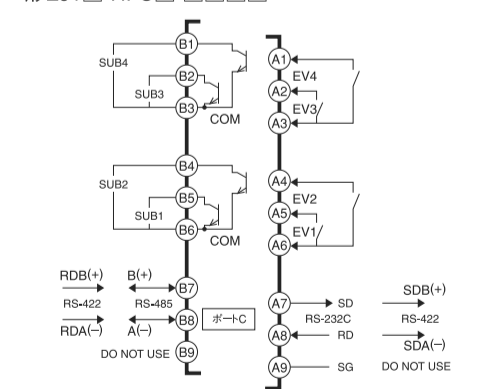 B1
SUB4
B2
SUB3
B3
COM
B4
SUB2
B5
SUB1
B6
COM
RDB(+) B(+)
B7
RS-422 RS-485
B8 ポートC
RDA(−) A(−)
DO NOT USE B9
A1
EV4
A2
EV3
A3
A4
EV2
A5
EV1
A6
SDB(+)
A7 SD
RS-232C RS-422
A8 RD
SDA(−)
A9 SG DO NOT USE